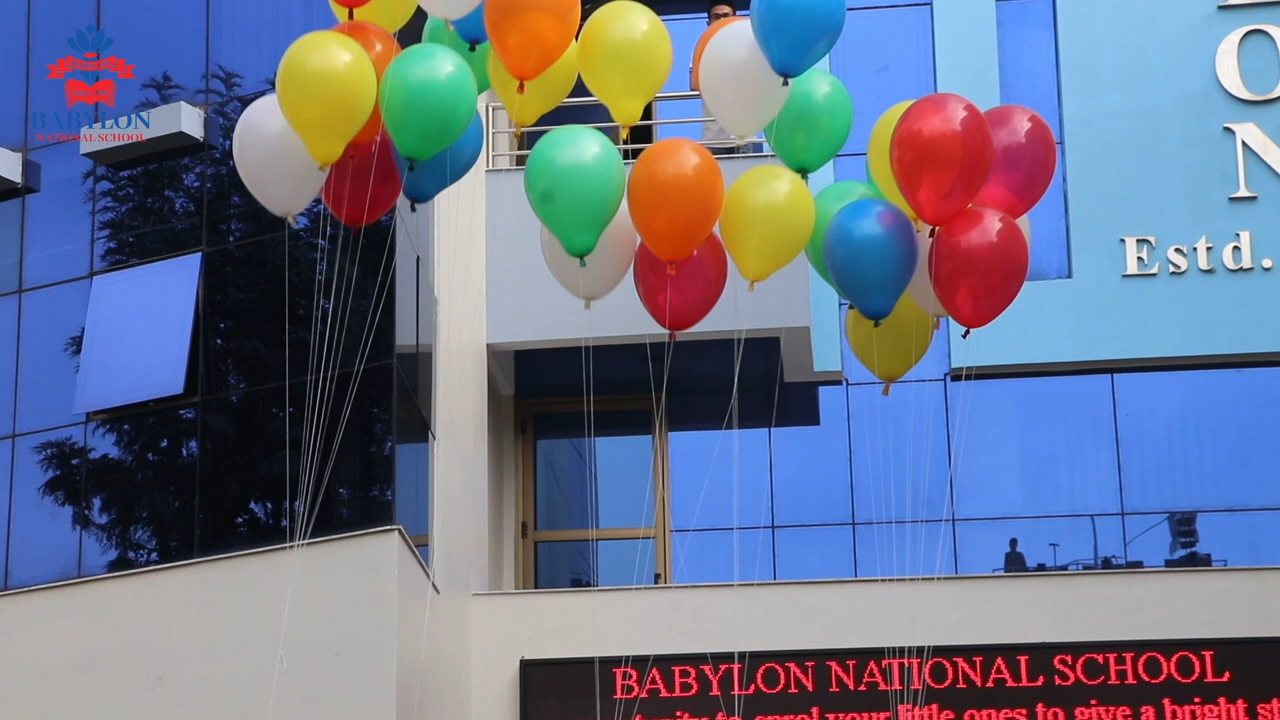 BABYLON
NATIONAL SCHOOL
O
N
Estd.
BABYLON NATIONAL SCHOOL
to enrol your little ones to give a bright